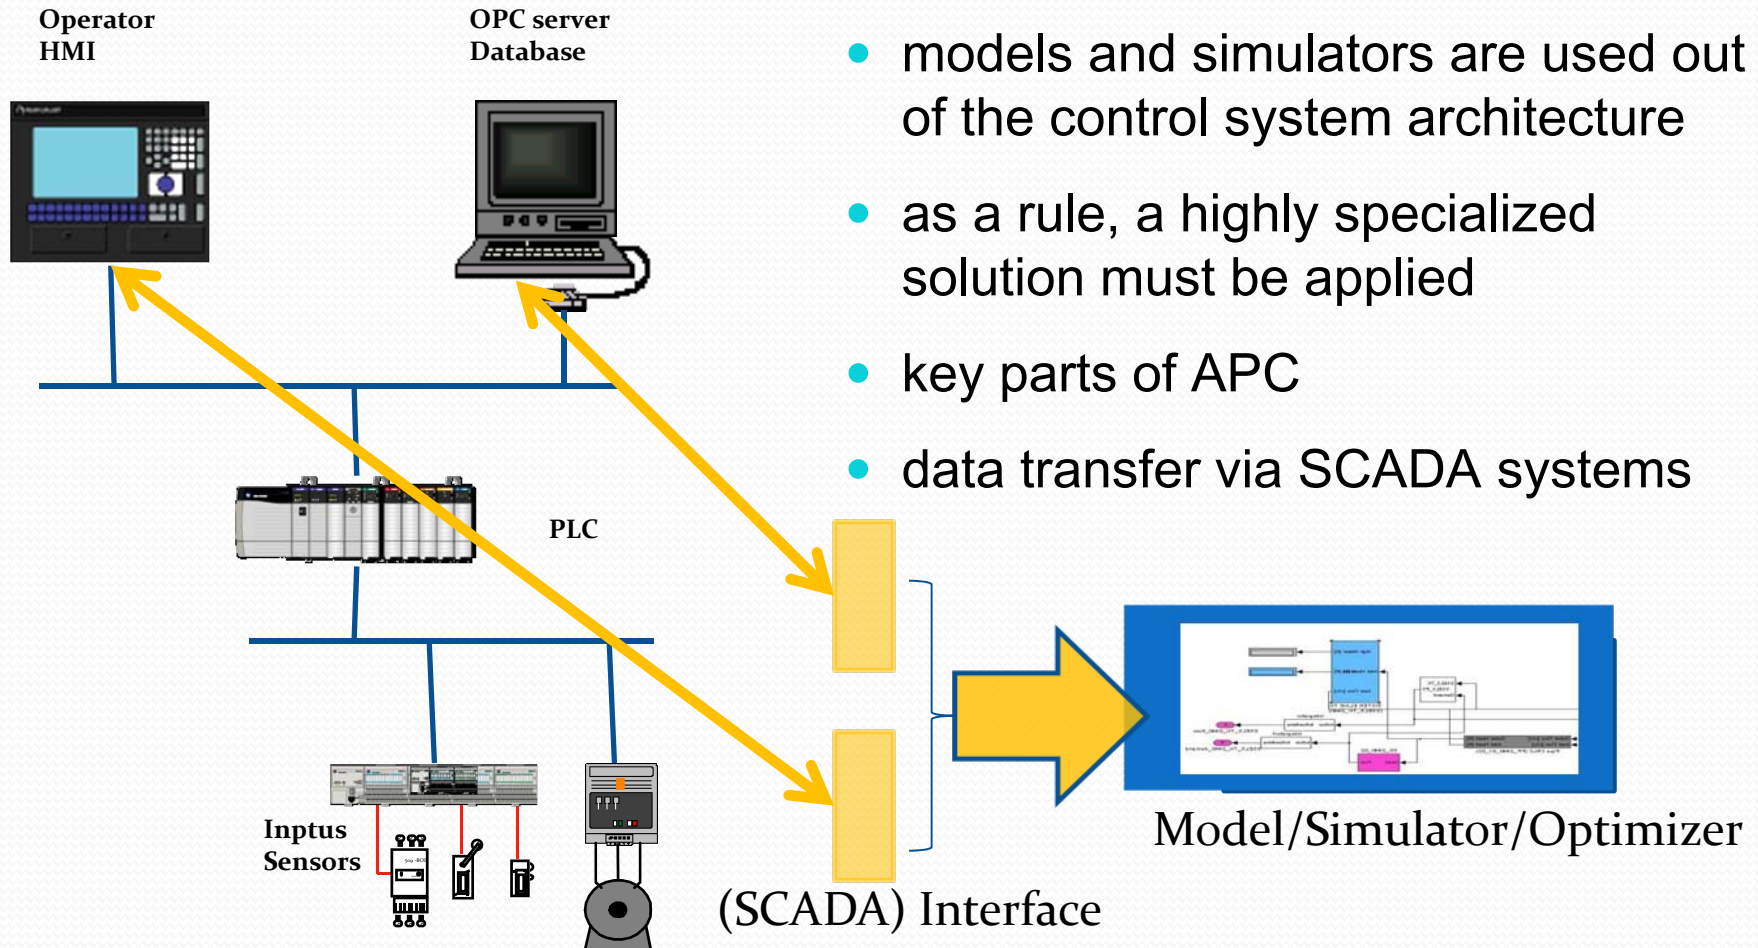 Operator
HMI
OPC server
Database
• models and simulators are used out
of the control system architecture
• as a rule, a highly specialized
solution must be applied
• key parts of APC
• data transfer via SCADA systems
PLC
Inptus
Sensors
(SCADA) Interface
Model/Simulator/Optimizer